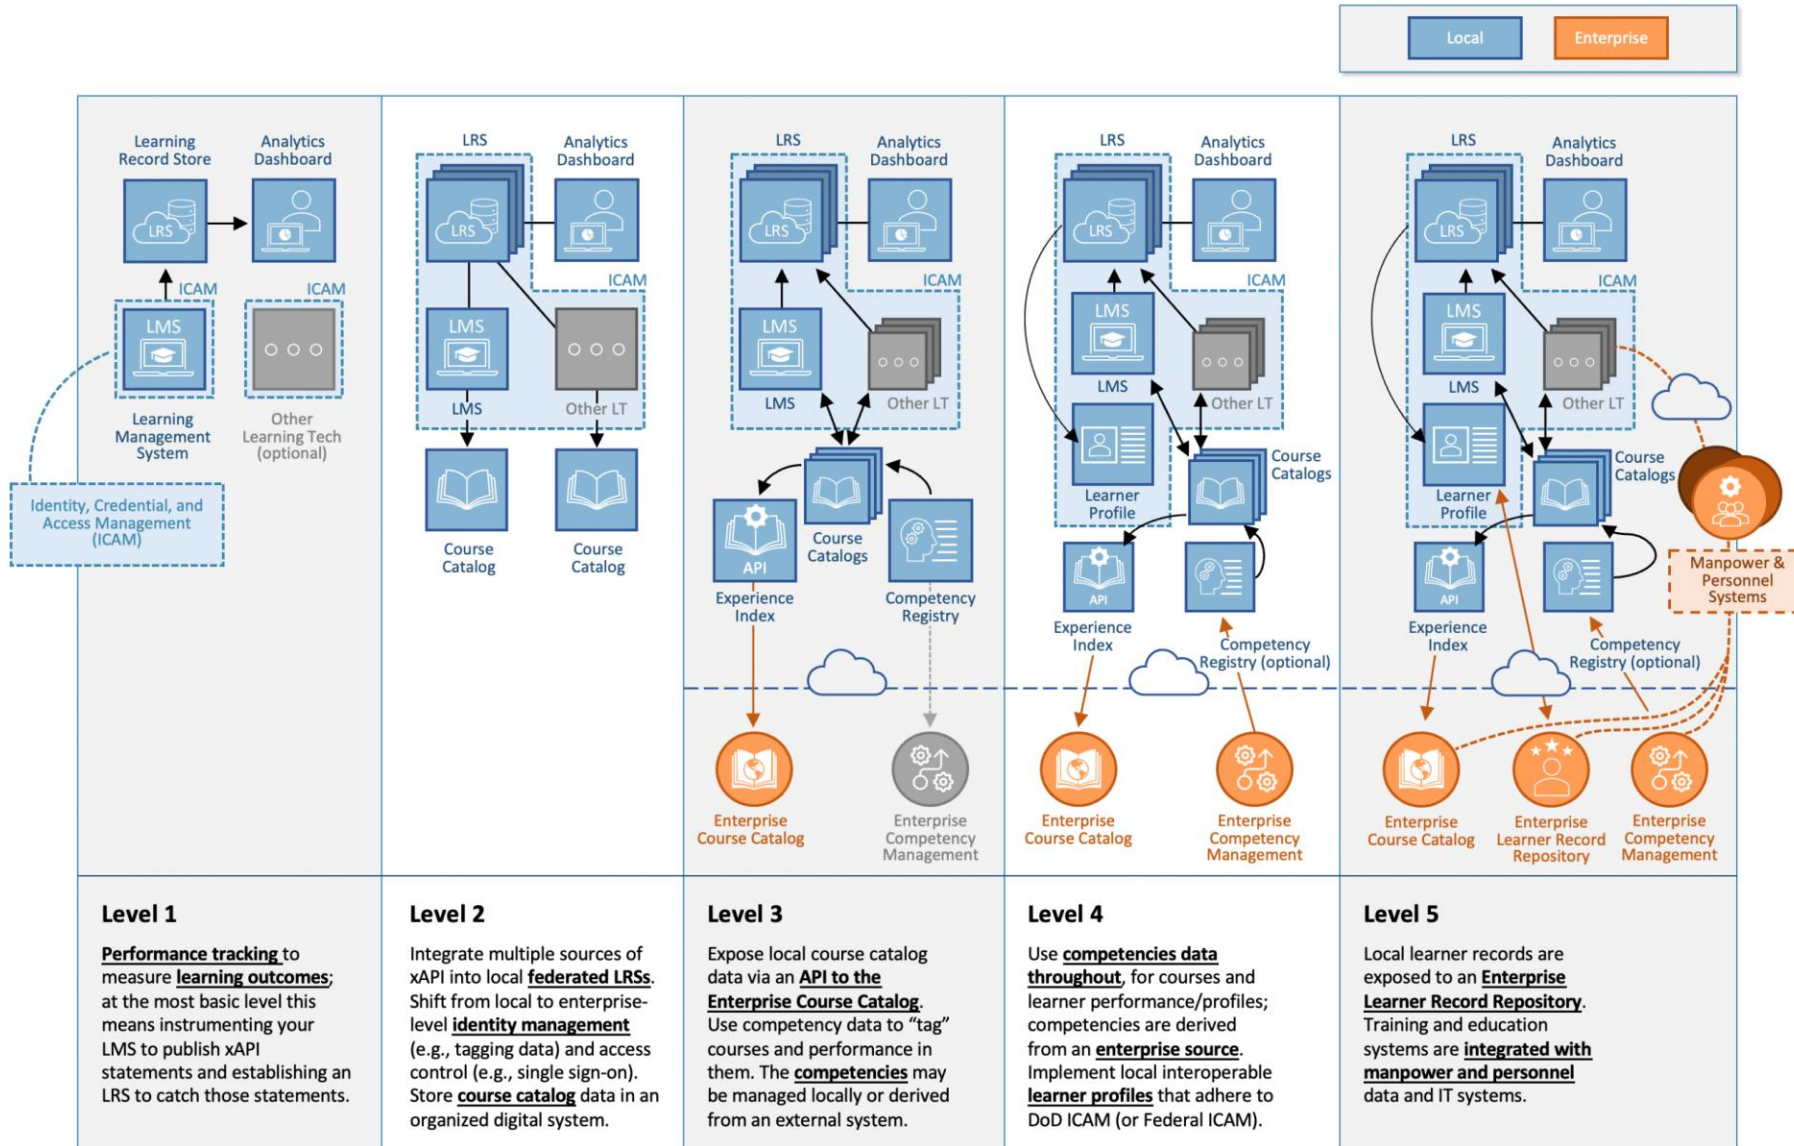 Local
Enterprise
Learning
Record Store
Analytics
Dashboard
LRS
ICAM
LMS
Learning
Management
System
Other
Learning Tech
(optional)
Identity, Credential, and
Access Management
(ICAM)
LRS
Analytics
Dashboard
LRS
ICAM
LMS
LMS
Other LT
Course
Catalog
Course
Catalog
LRS
Analytics
Dashboard
LRS
ICAM
LMS
LMS
Other LT
Course
Catalogs
API
Experience
Index
Competency
Registry
Enterprise
Course Catalog
Enterprise
Competency
Management
LRS
Analytics
Dashboard
LRS
ICAM
LMS
LMS
Other LT
Course
Catalogs
Learner
Profile
API
Experience
Index
Competency
Registry (optional)
Enterprise
Course Catalog
Enterprise
Competency
Management
LRS
Analytics
Dashboard
LRS
ICAM
LMS
LMS
Other LT
Course
Catalogs
Learner
Profile
Manpower &
Personnel
Systems
API
Experience
Index
Competency
Registry (optional)
Enterprise
Course Catalog
Enterprise
Learner Record
Repository
Enterprise
Competency
Management
Level 1
Performance tracking to
measure learning outcomes;
at the most basic level this
means instrumenting your
LMS to publish xAPI
statements and establishing an
LRS to catch those statements.
Level 2
Integrate multiple sources of
xAPI into local federated LRSs.
Shift from local to enterprise-
level identity management
(e.g., tagging data) and access
control (e.g., single sign-on).
Store course catalog data in an
organized digital system.
Level 3
Expose local course catalog
data via an API to the
Enterprise Course Catalog.
Use competency data to “tag”
courses and performance in
them. The competencies may
be managed locally or derived
from an external system.
Level 4
Use competencies data
throughout, for courses and
learner performance/profiles;
competencies are derived
from an enterprise source.
Implement local interoperable
learner profiles that adhere to
DoD ICAM (or Federal ICAM).
Level 5
Local learner records are
exposed to an Enterprise
Learner Record Repository.
Training and education
systems are integrated with
manpower and personnel
data and IT systems.